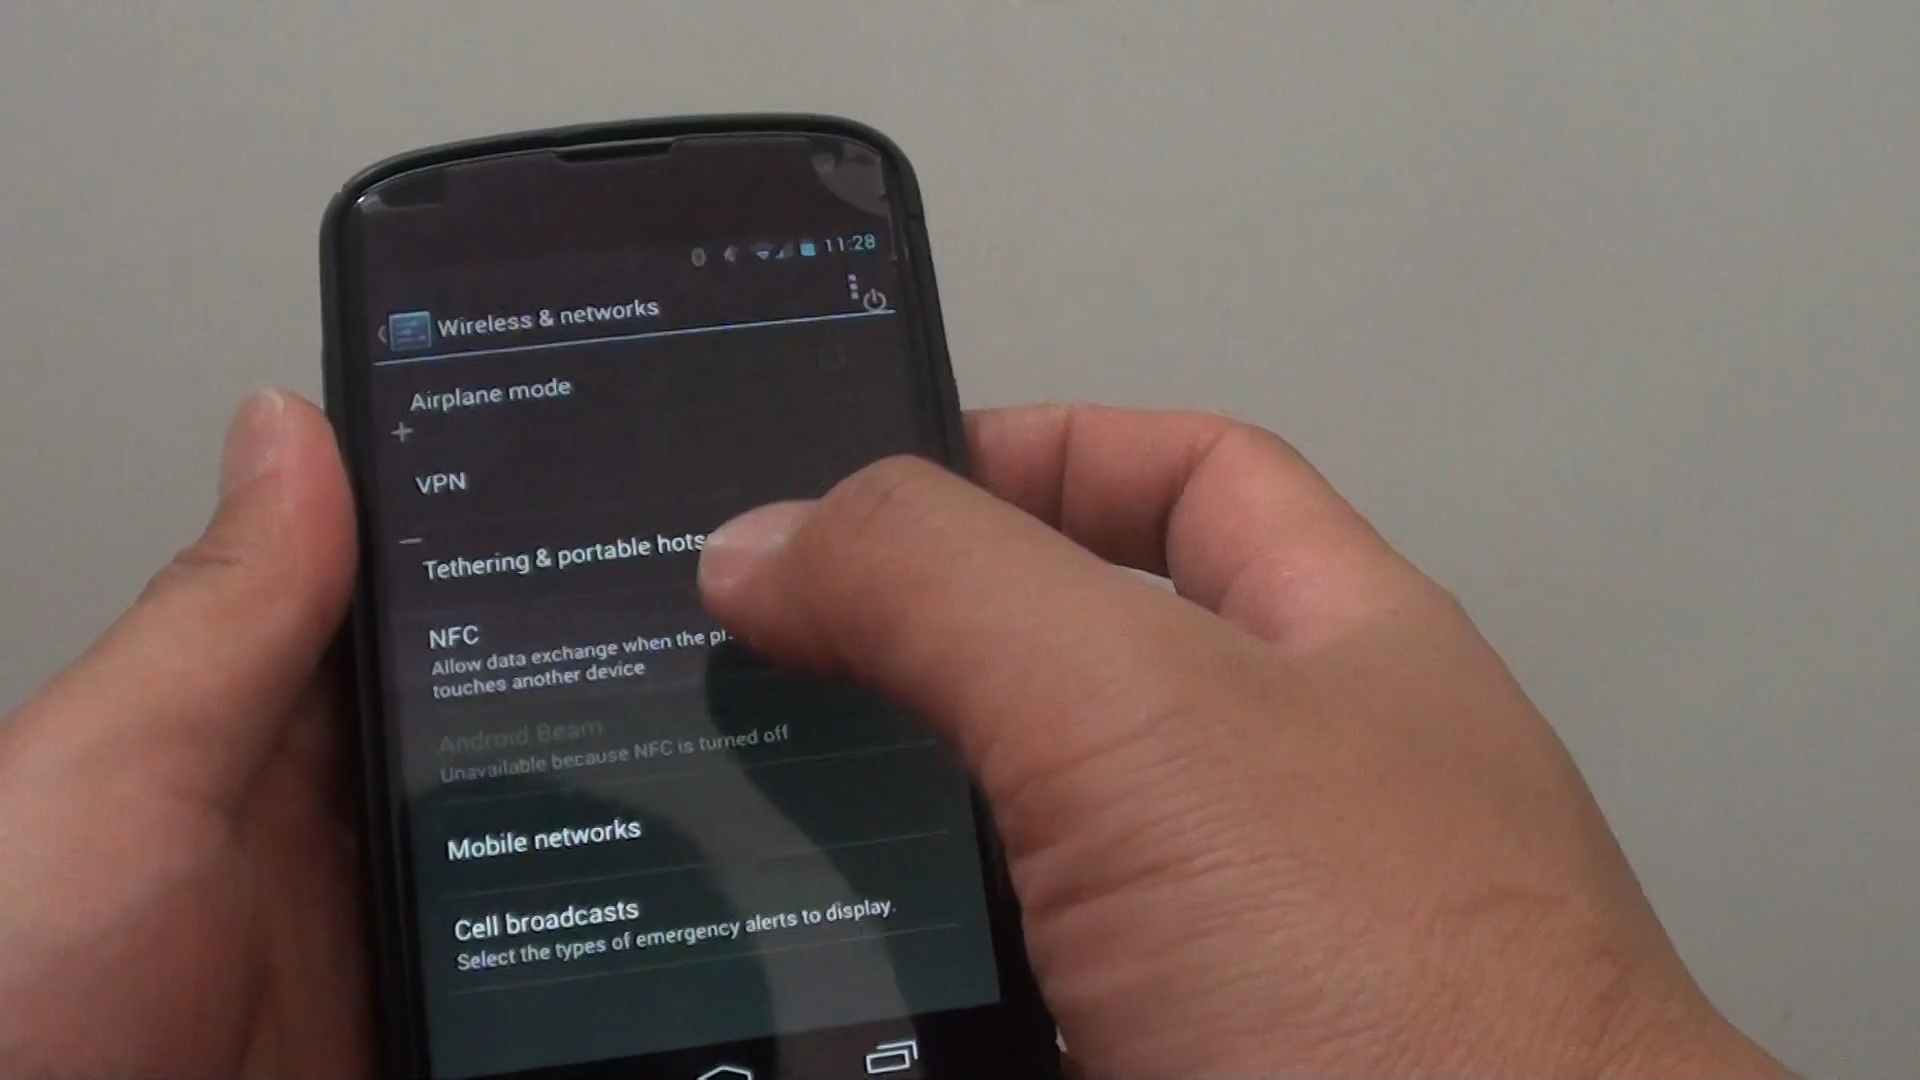 11:28
Wireless & networks
Airplane mode
+
VPN
–
Tethering & portable hots
NFC
Allow data exchange when the
touches another device
Android Beam
Unavailable because NFC is turned off
Mobile networks
Cell broadcasts
Select the types of emergency alerts to display.